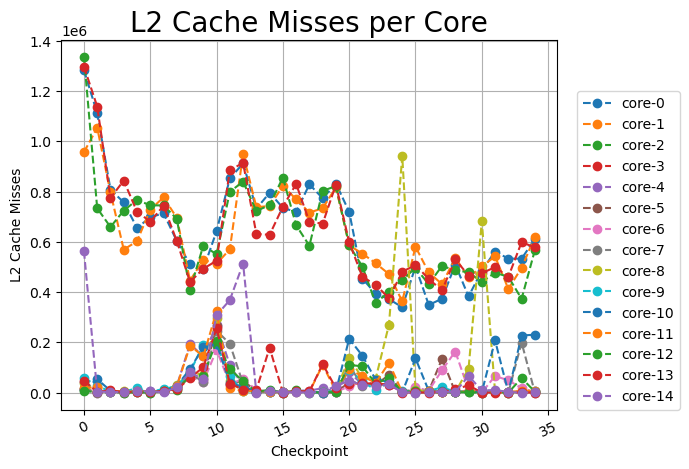 L2 Cache Misses per Core
1e6
1.4
1.2
1.0
0.8
0.6
0.4
0.2
0.0
L2 Cache Misses
0
5
10
15
20
25
30
35
Checkpoint
core-0
core-1
core-2
core-3
core-4
core-5
core-6
core-7
core-8
core-9
core-10
core-11
core-12
core-13
core-14